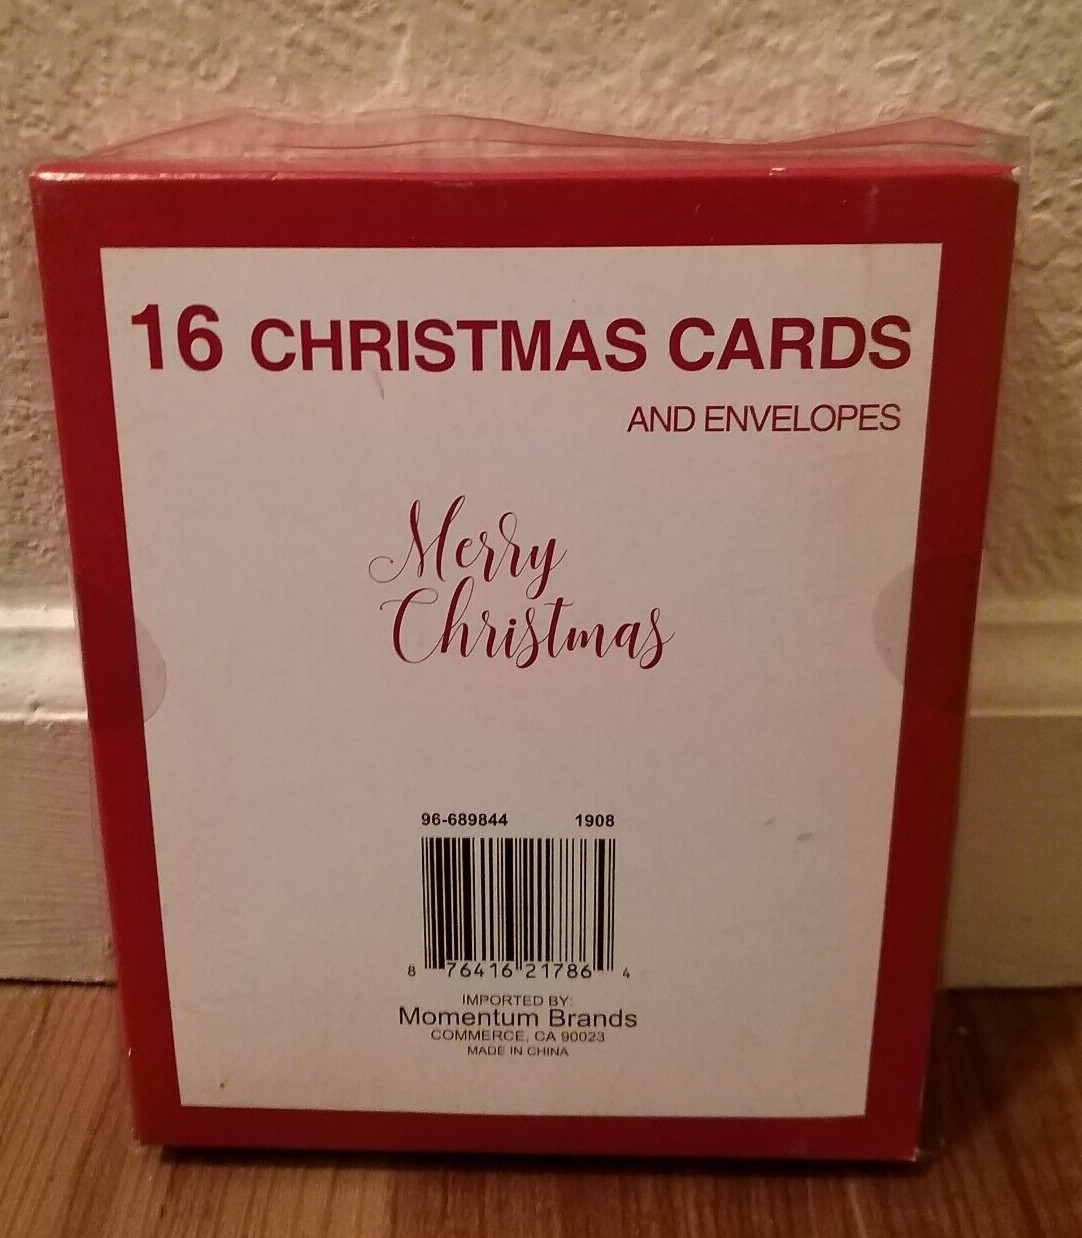 16 CHRISTMAS CARDS
AND ENVELOPES
Merry
Christmas
96-689844 1908
8 76416 21786 4
IMPORTED BY:
Momentum Brands
COMMERCE, CA 90023
MADE IN CHINA